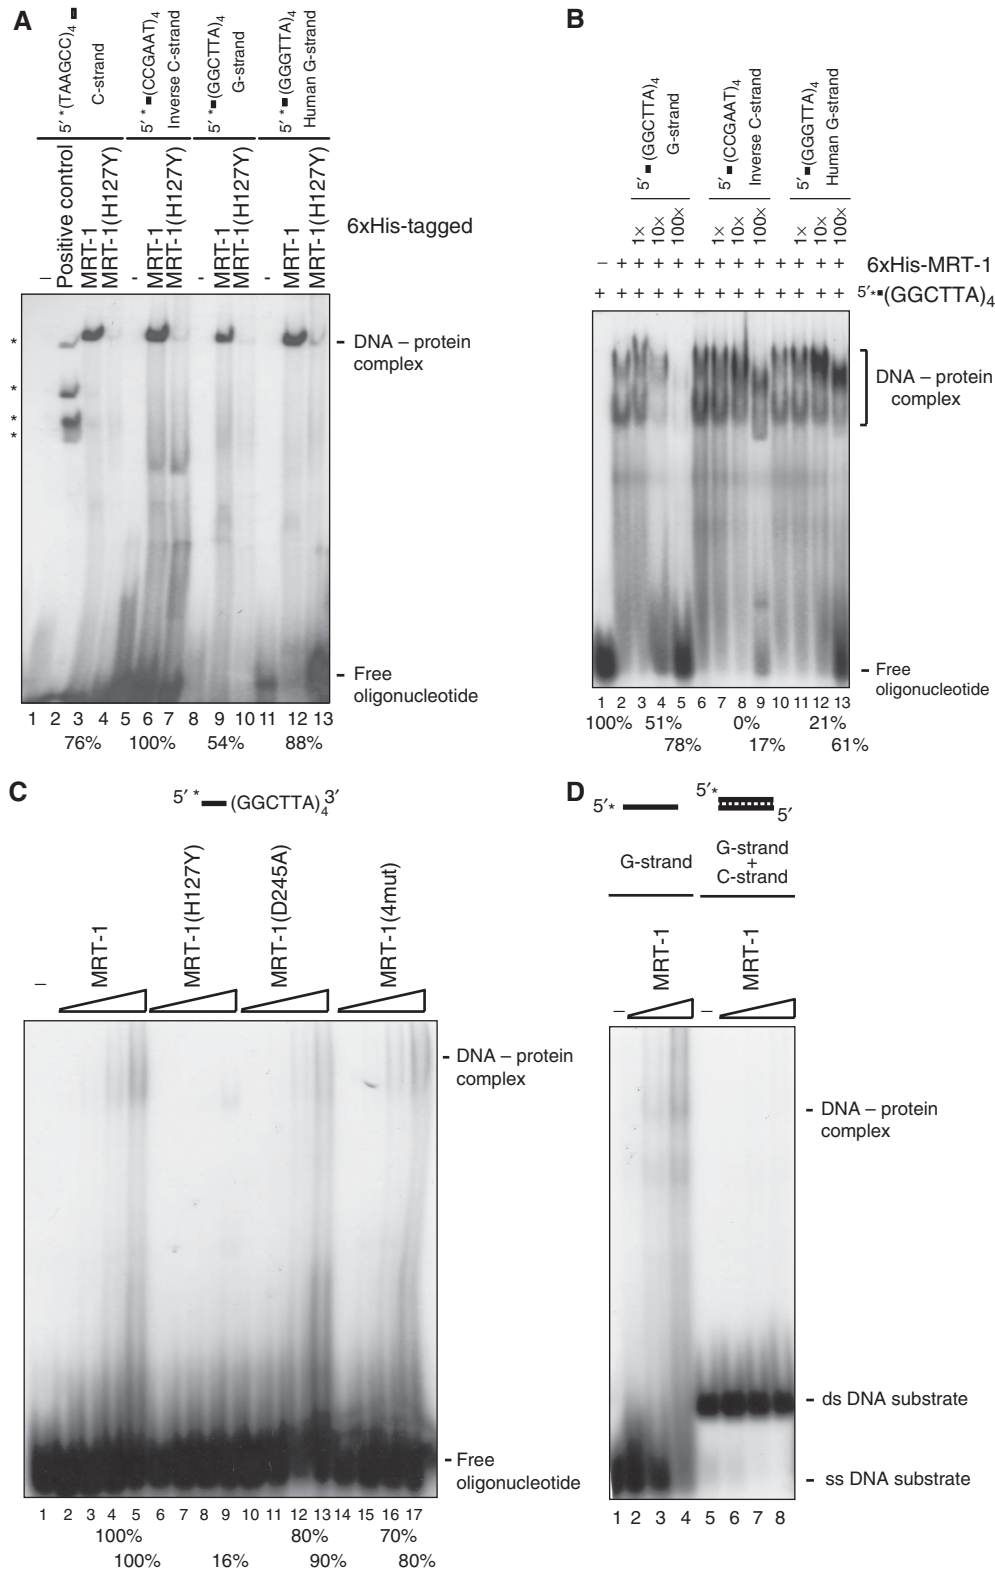 A
5′ *(TAAGCC)4
C-strand
5′ * (CCGAAT)4
Inverse C-strand
5′ * (GGCTTA)4
G-strand
5′ * (GGGTTA)4
Human G-strand
–
Positive control
MRT-1
MRT-1(H127Y)
-
MRT-1
MRT-1(H127Y)
-
MRT-1
MRT-1(H127Y)
-
MRT-1
MRT-1(H127Y)
6xHis-tagged
*
*
*
*
– DNA – protein
complex
– Free
oligonucleotide
1 2 3 4 5 6 7 8 9 10 11 12 13
76% 100% 54% 88%
B
5′ (GGCTTA)4
G-strand
5′ (CCGAAT)4
Inverse C-strand
5′ (GGGTTA)4
Human G-strand
1× 10× 100× 1× 10× 100× 1× 10× 100×
– + + + + + + + + + + + + 6xHis-MRT-1
+ + + + + + + + + + + + + 5′* (GGCTTA)4
DNA – protein
complex
– Free
oligonucleotide
1 2 3 4 5 6 7 8 9 10 11 12 13
100% 51% 0% 21%
78% 17% 61%
C
5′ * (GGCTTA)4 3′
–
MRT-1
MRT-1(H127Y)
MRT-1(D245A)
MRT-1(4mut)
– DNA – protein
complex
– Free
oligonucleotide
1 2 3 4 5 6 7 8 9 10 11 12 13 14 15 16 17
100% 80% 70%
100% 16% 90% 80%
D
5′*
5′*
5′
G-strand
G-strand
+
C-strand
–
MRT-1
–
MRT-1
– DNA – protein
complex
– ds DNA substrate
– ss DNA substrate
1 2 3 4 5 6 7 8